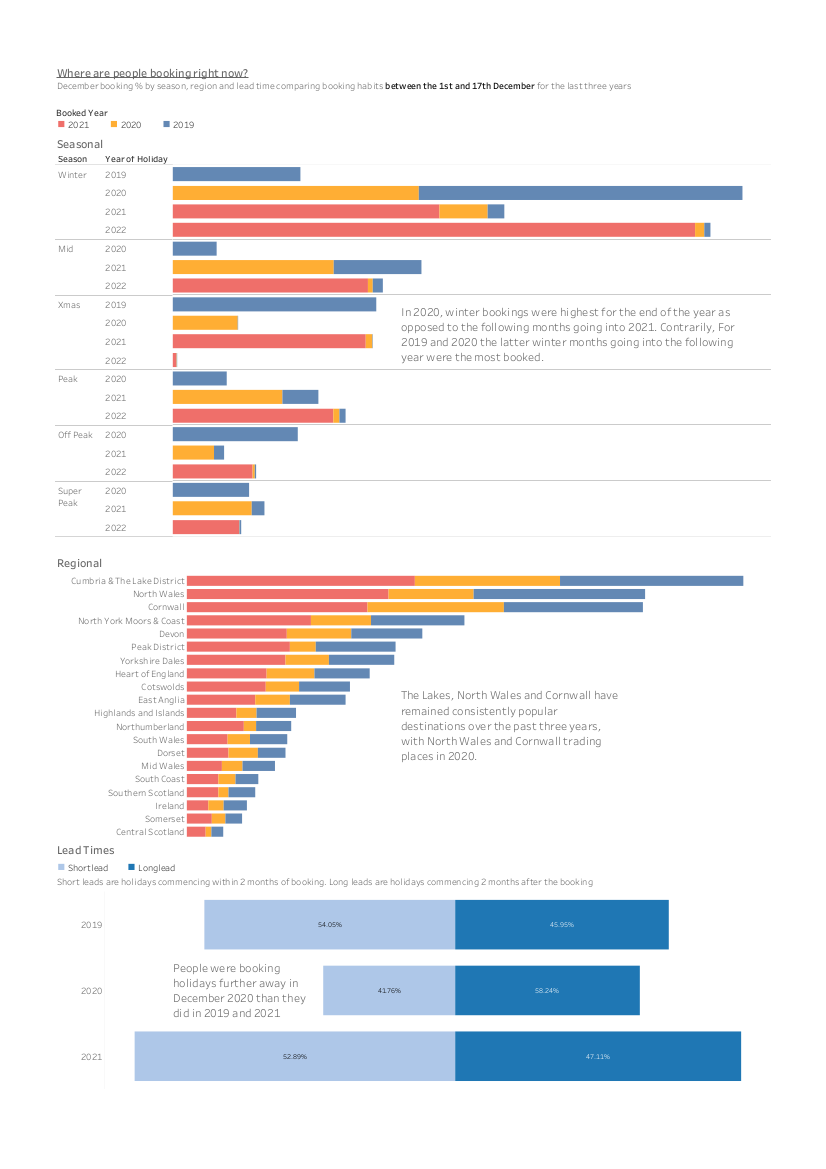 Where are people booking right now?
December booking % by season, region and lead time comparing booking habits between the 1st and 17th December for the last three years
Booked Year
2021 2020 2019
Seasonal
Season Year of Holiday
Winter 2019
2020
2021
2022
Mid 2020
2021
2022
Xmas 2019
2020
2021
2022
In 2020, winter bookings were highest for the end of the year as
opposed to the following months going into 2021. Contrarily, For
2019 and 2020 the latter winter months going into the following
year were the most booked.
Peak 2020
2021
2022
Off Peak 2020
2021
2022
Super 2020
Peak
2021
2022
Regional
Cumbria & The Lake District
North Wales
Cornwall
North York Moors & Coast
Devon
Peak District
Yorkshire Dales
Heart of England
Cotswolds
East Anglia
Highlands and Islands
Northumberland
South Wales
Dorset
Mid Wales
South Coast
Southern Scotland
Ireland
Somerset
Central Scotland
The Lakes, North Wales and Cornwall have
remained consistently popular
destinations over the past three years,
with North Wales and Cornwall trading
places in 2020.
Lead Times
Shortlead Longlead
Short leads are holidays commencing within 2 months of booking. Long leads are holidays commencing 2 months after the booking
2019 54.05% 45.95%
People were booking
holidays further away in
December 2020 than they
did in 2019 and 2021
2020 41.76% 58.24%
2021 52.89% 47.11%